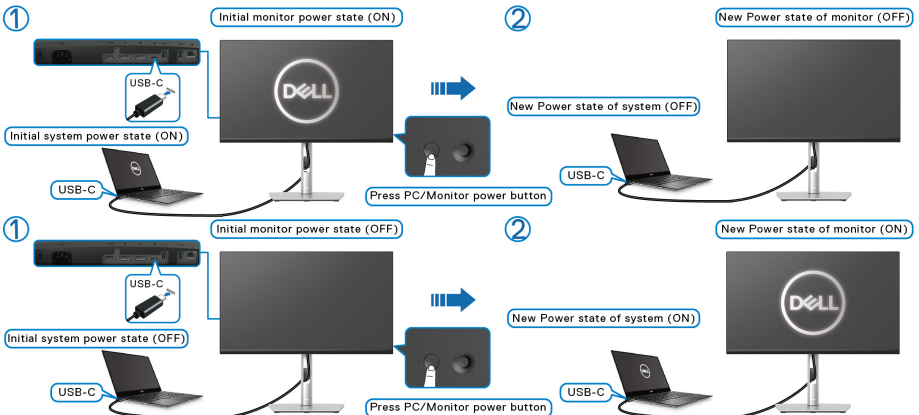 1
Initial monitor power state (ON)
2
New Power state of monitor (OFF)
USB-C
DELL
New Power state of system (OFF)
Initial system power state (ON)
DELL
USB-C
USB-C
Press PC/Monitor power button
1
Initial monitor power state (OFF)
2
New Power state of monitor (ON)
USB-C
DELL
New Power state of system (ON)
Initial system power state (OFF)
DELL
USB-C
USB-C
Press PC/Monitor power button